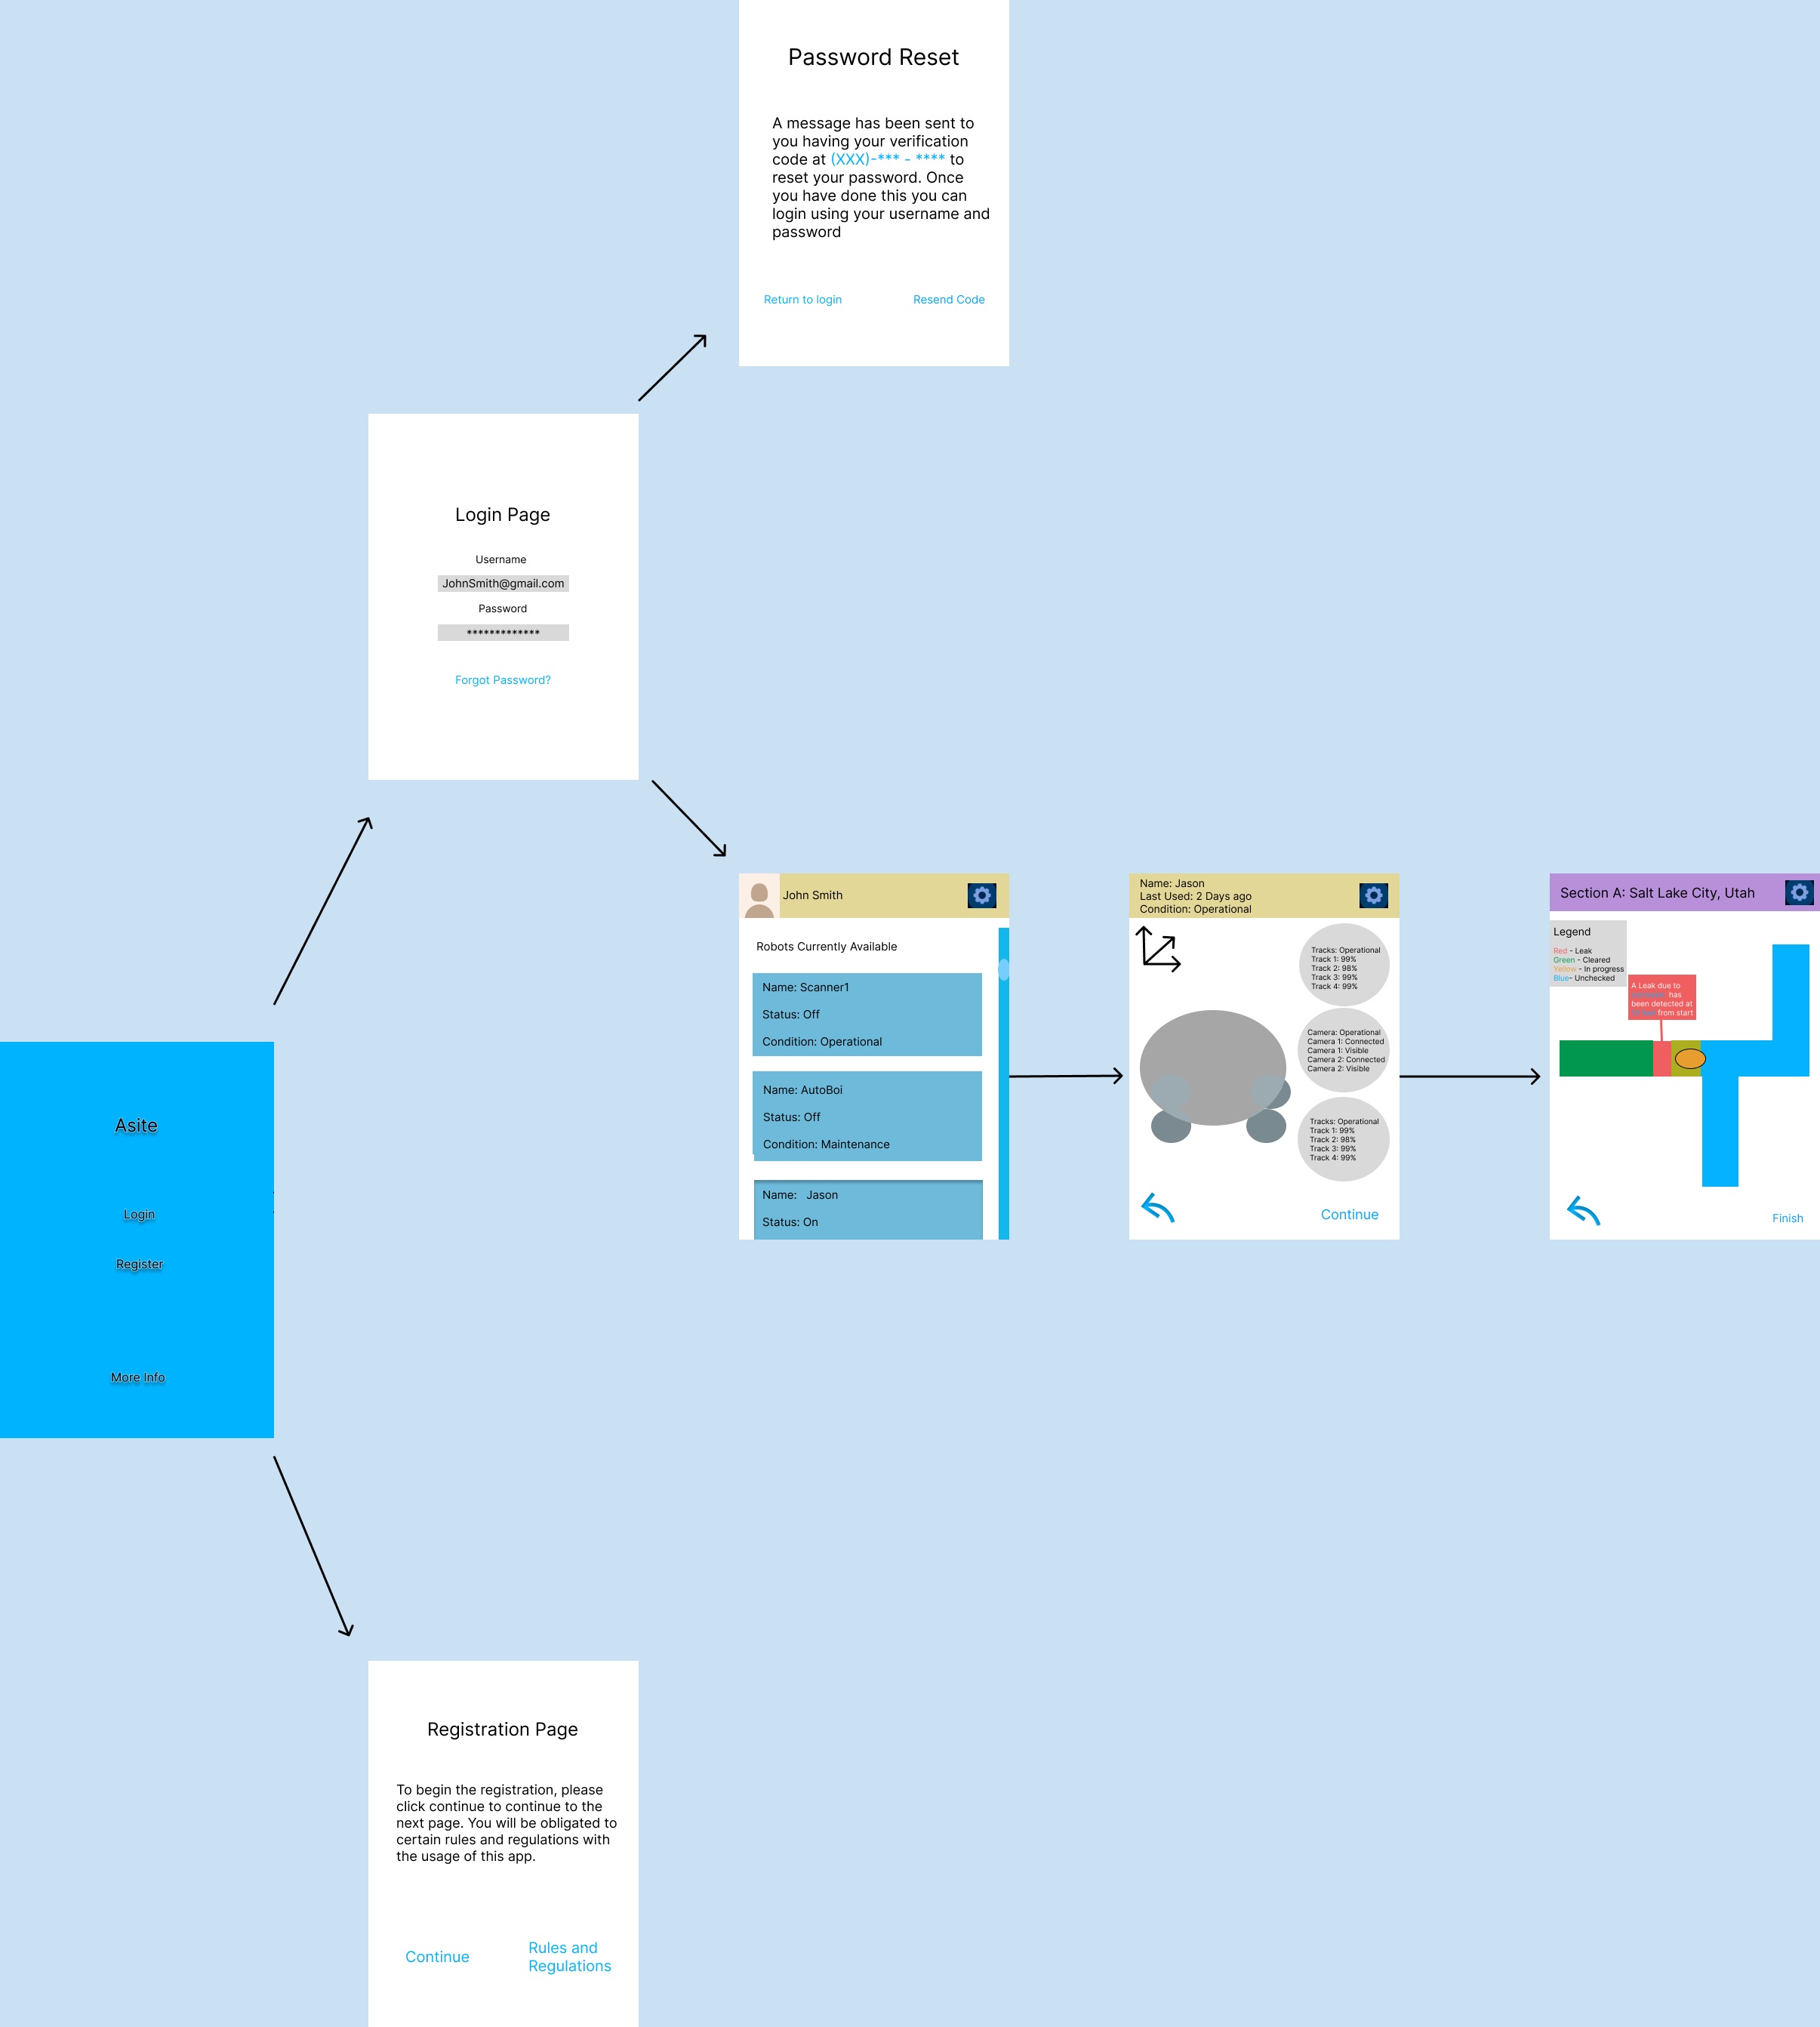 Password Reset
A message has been sent to
you having your verification
code at (XXX)-*** - **** to
reset your password. Once
you have done this you can
login using your username and
password
Return to login
Resend Code
Login Page
Username
JohnSmith@gmail.com
Password
*************
Forgot Password?
Asite
Login
Register
More Info
John Smith
Robots Currently Available
Name: Scanner1
Status: Off
Condition: Operational
Name: AutoBoi
Status: Off
Condition: Maintenance
Name: Jason
Status: On
Name: Jason
Last Used: 2 Days ago
Condition: Operational
Tracks: Operational
Track 1: 99%
Track 2: 98%
Track 3: 99%
Track 4: 99%
Camera: Operational
Camera 1: Connected
Camera 1: Visible
Camera 2: Connected
Camera 2: Visible
Tracks: Operational
Track 1: 99%
Track 2: 98%
Track 3: 99%
Track 4: 99%
Continue
Section A: Salt Lake City, Utah
Legend
Red - Leak
Green - Cleared
Yellow - In progress
Blue- Unchecked
A Leak due to
has
been detected at
from start
Finish
Registration Page
To begin the registration, please
click continue to continue to the
next page. You will be obligated to
certain rules and regulations with
the usage of this app.
Continue
Rules and
Regulations